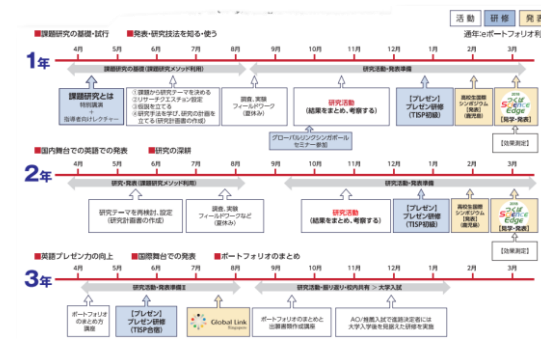 活 動
研 修
発 表
通年:eポートフォリオ利
■課題研究の基礎・試行 ■発表・研究技法を知る・使う
1年
4月 5月 6月 7月 8月 9月 10月 11月 12月 1月 2月 3月
課題研究の基礎(課題研究メソッド利用)
研究活動・発表準備
課題研究とは
特別講演
+
指導者向けレクチャー
①課題から研究テーマを決める
②リサーチクエスチョン設定
③仮説を立てる
④研究手法を学び、研究の計画を
立てる(研究計画書の作成)
調査、実験
フィールドワーク
(夏休み)
研究活動
(結果をまとめ、考察する)
グローバルリンクシンガポール
セミナー参加
[プレゼン]
プレゼン研修
(TISP初級)
高校生国際
シンポジウム
[発表]
(鹿児島)
つくば
Science
Edge
[見学・発表]
[効果測定]
■国内舞台での英語での発表 ■研究の深耕
2年
4月 5月 6月 7月 8月 9月 10月 11月 12月 1月 2月 3月
研究・発表(課題研究メソッド利用)
研究活動・発表準備
研究テーマを再検討、設定
(研究計画書の作成)
調査、実験
フィールドワークなど
(夏休み)
研究活動
(結果をまとめ、考察する)
[プレゼン]
プレゼン研修
(TISP初級)
高校生国際
シンポジウム
[発表]
(鹿児島)
つくば
Science
Edge
[見学・発表]
[効果測定]
■英語プレゼン力の向上 ■国際舞台での発表 ■ポートフォリオのまとめ
3年
4月 5月 6月 7月 8月 9月 10月 11月 12月 1月 2月 3月
研究活動・発表準備Ⅱ
研究活動・振り返り・校内共有 > 大学入試
ポートフォリオ
のまとめ方
講座
[プレゼン]
プレゼン研修
(TISP合宿)
Global Link
Singapore
ポートフォリオのまとめと
出願書類作成講座
AO/推薦入試で進路決定者には
大学入学後を見据えた研修を実施